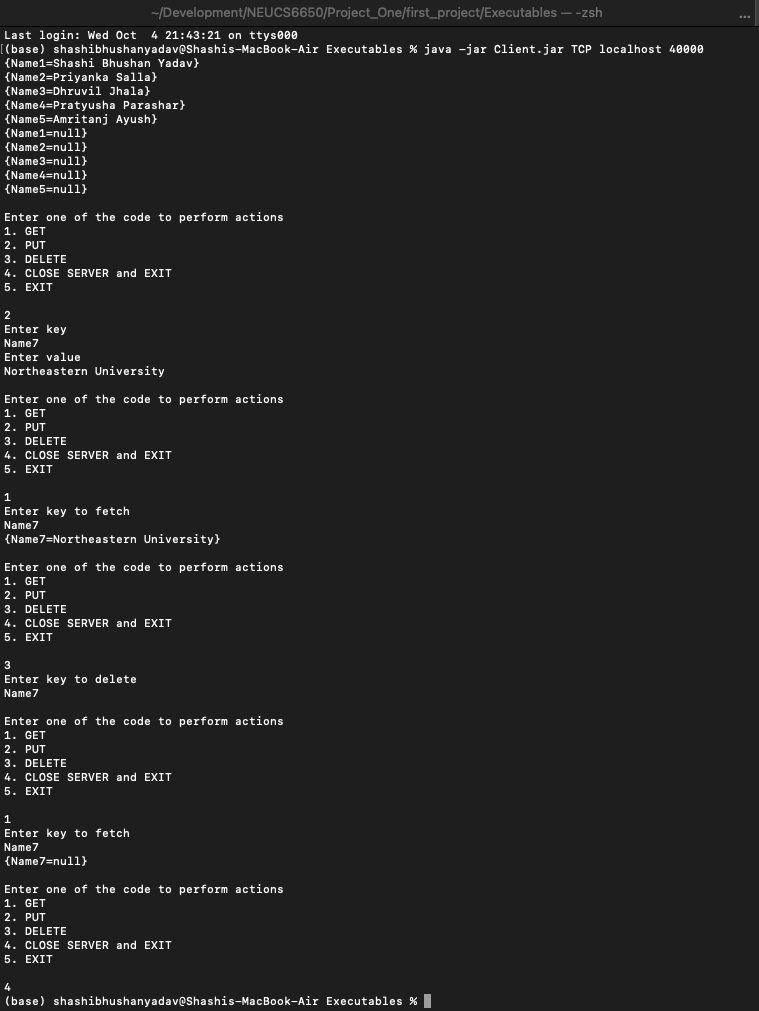 ~/Development/NEUCS6650/Project_One/first_project/Executables — -zsh
...
Last login: Wed Oct  4 21:43:21 on ttys000
[(base) shashibhushanyadav@Shashis-MacBook-Air Executables % java -jar Client.jar TCP localhost 40000
{Name1=Shashi Bhushan Yadav}
{Name2=Priyanka Salla}
{Name3=Dhruvil Jhala}
{Name4=Pratyusha Parashar}
{Name5=Amritanj Ayush}
{Name1=null}
{Name2=null}
{Name3=null}
{Name4=null}
{Name5=null}
Enter one of the code to perform actions
1. GET
2. PUT
3. DELETE
4. CLOSE SERVER and EXIT
5. EXIT
2
Enter key
Name7
Enter value
Northeastern University
Enter one of the code to perform actions
1. GET
2. PUT
3. DELETE
4. CLOSE SERVER and EXIT
5. EXIT
1
Enter key to fetch
Name7
{Name7=Northeastern University}
Enter one of the code to perform actions
1. GET
2. PUT
3. DELETE
4. CLOSE SERVER and EXIT
5. EXIT
3
Enter key to delete
Name7
Enter one of the code to perform actions
1. GET
2. PUT
3. DELETE
4. CLOSE SERVER and EXIT
5. EXIT
1
Enter key to fetch
Name7
{Name7=null}
Enter one of the code to perform actions
1. GET
2. PUT
3. DELETE
4. CLOSE SERVER and EXIT
5. EXIT
4
(base) shashibhushanyadav@Shashis-MacBook-Air Executables %